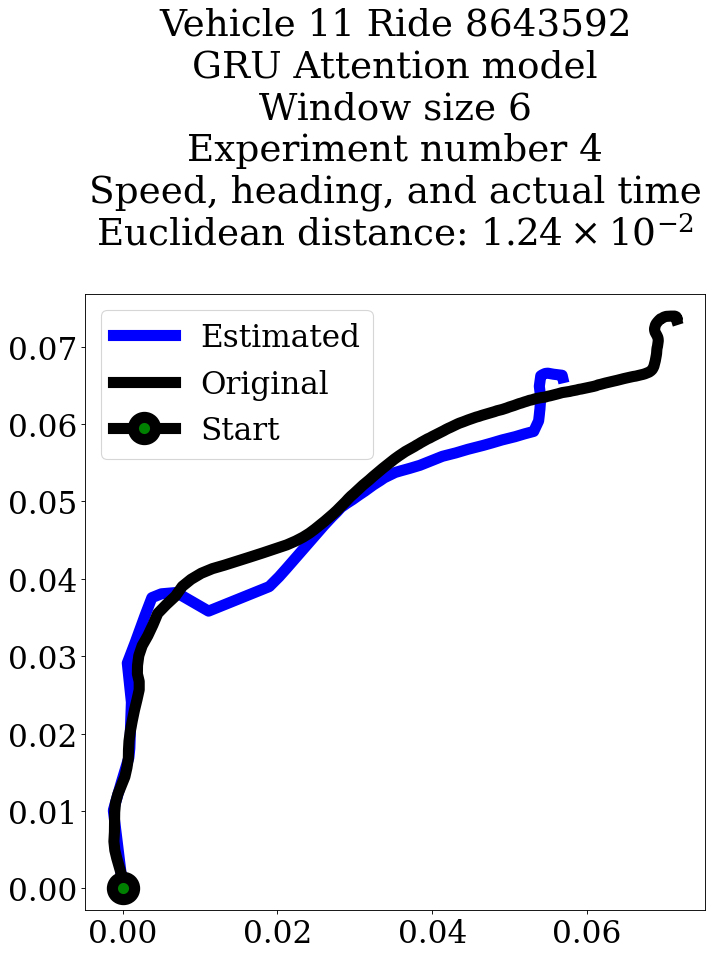 Vehicle 11 Ride 8643592
GRU Attention model
Window size 6
Experiment number 4
Speed, heading, and actual time
Euclidean distance: 1.24 × 10⁻²
Estimated
Original
Start
0.07
0.06
0.05
0.04
0.03
0.02
0.01
0.00
0.00 0.02 0.04 0.06